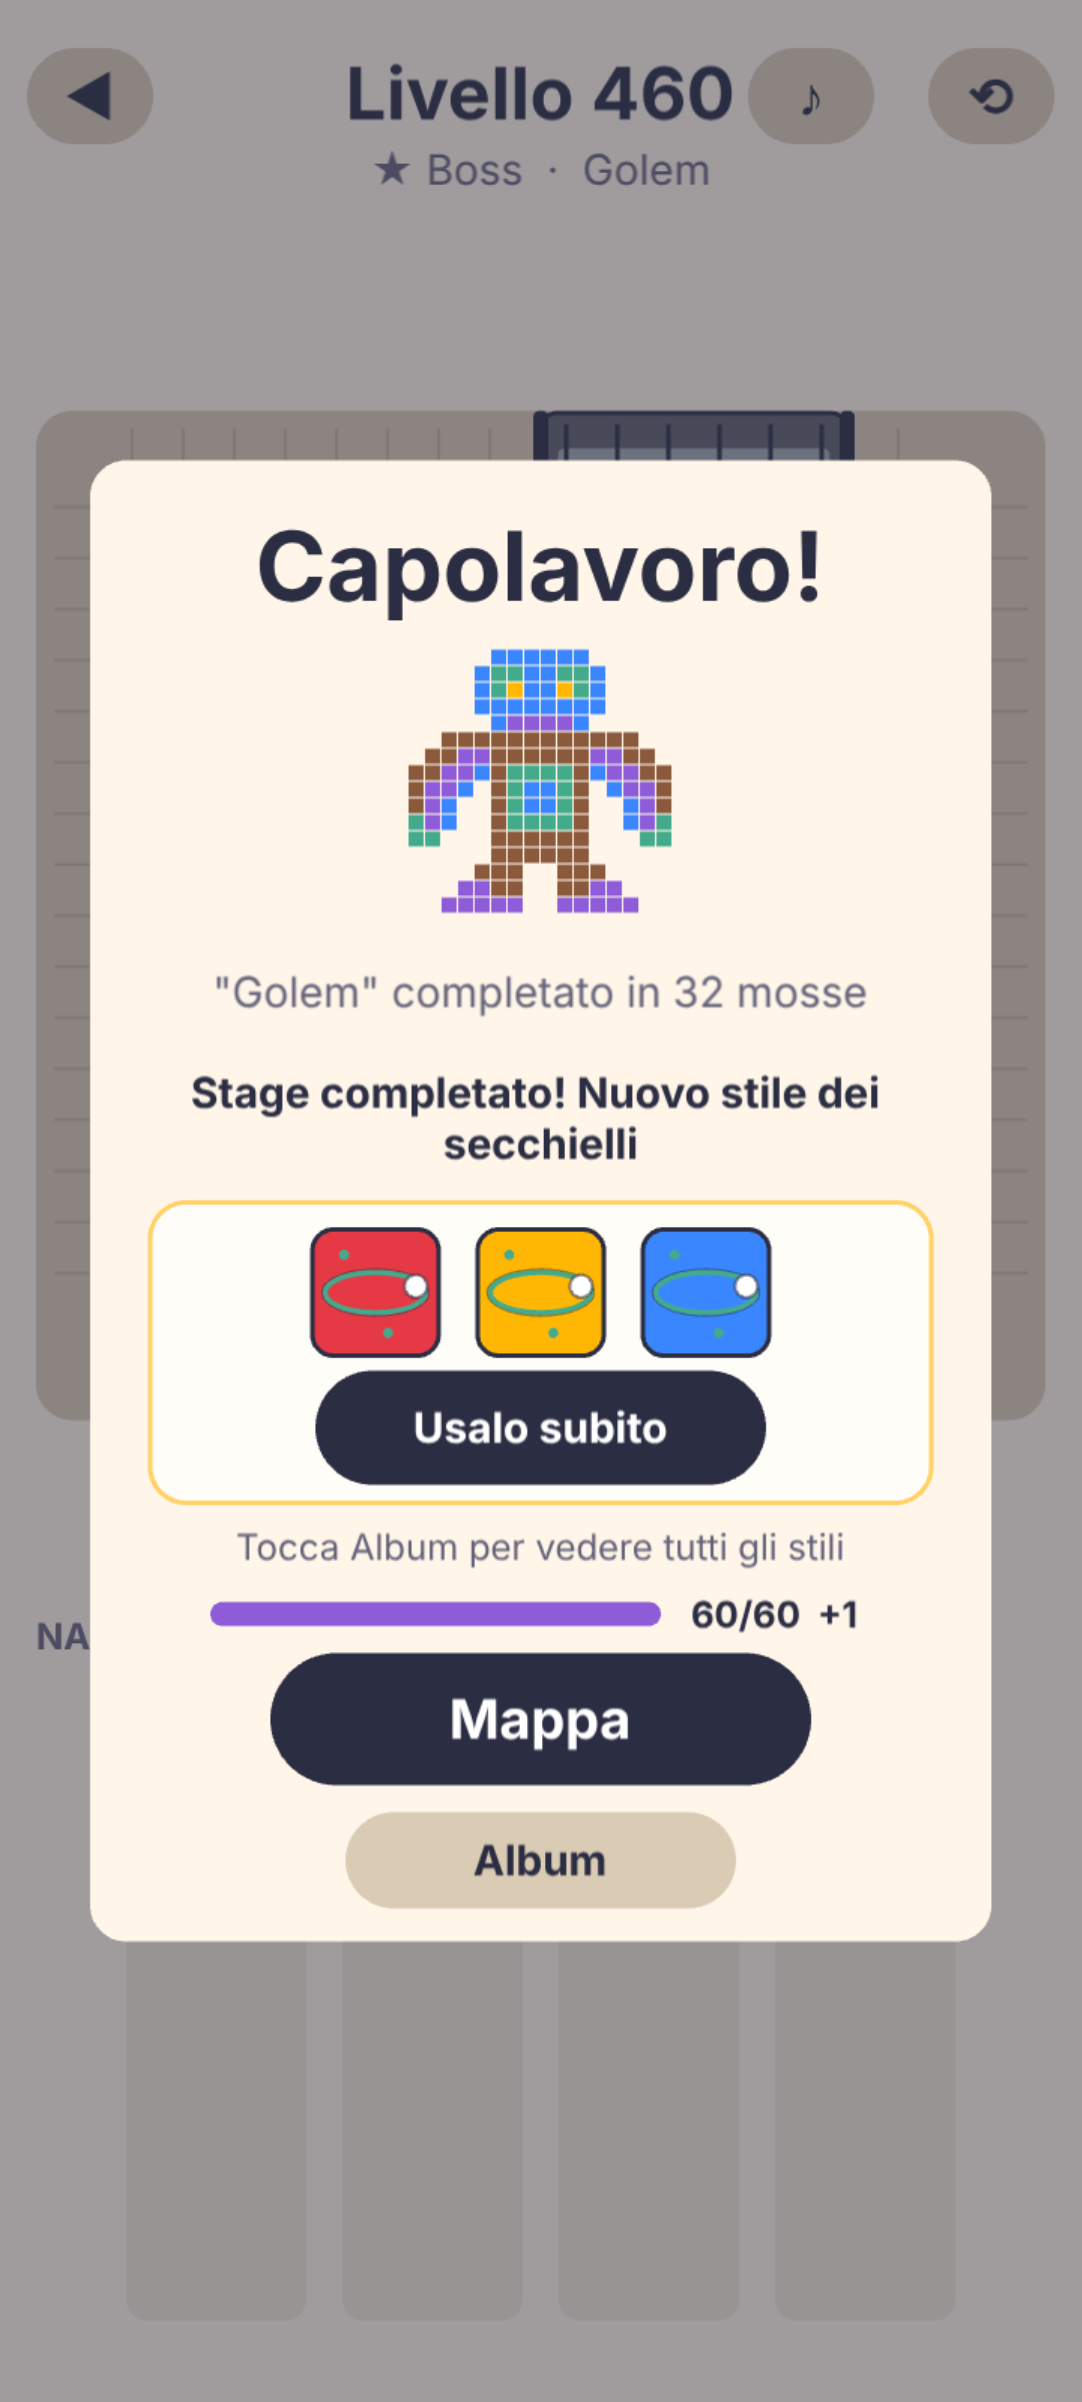 Livello 460
★ Boss · Golem
Capolavoro!
"Golem" completato in 32 mosse
Stage completato! Nuovo stile dei
secchielli
Usalo subito
Tocca Album per vedere tutti gli stili
60/60 +1
NA
Mappa
Album